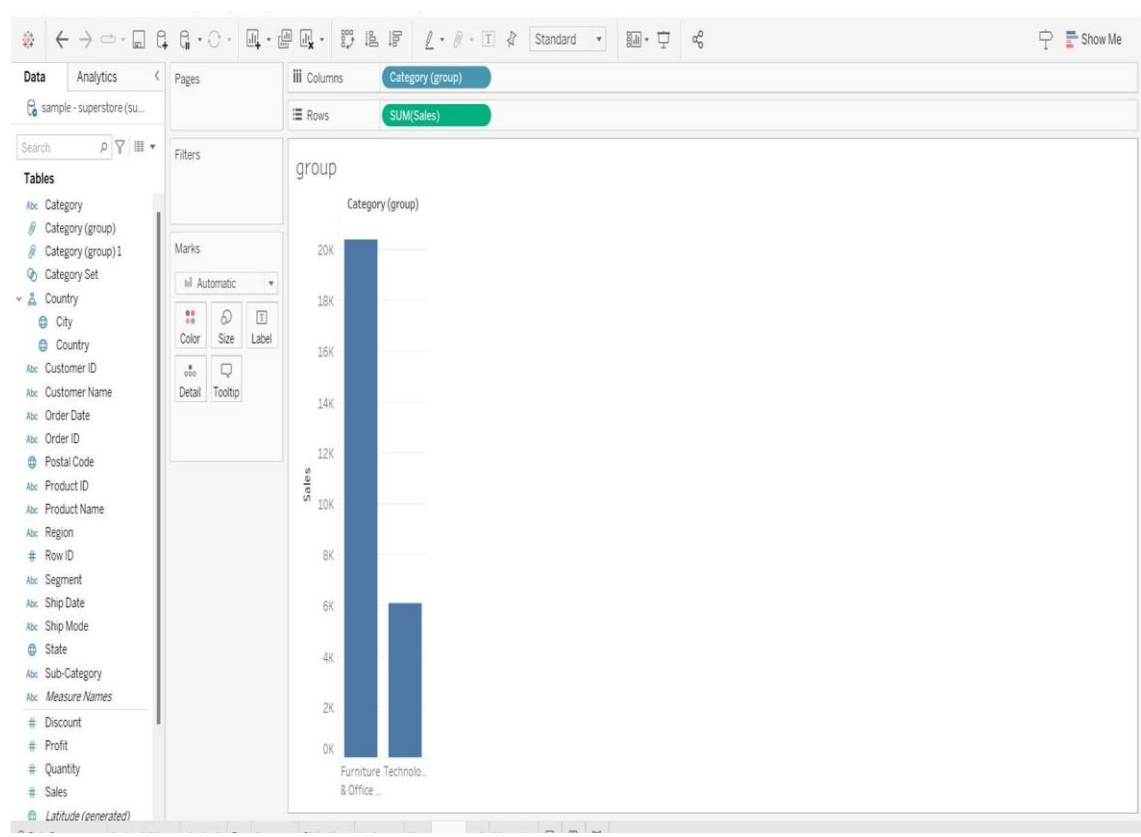 Standard
Show Me
Data
Analytics
Pages
Columns
Category (group)
sample - superstore (su...
Rows
SUM(Sales)
Search
Filters
Tables
Abc Category
Category (group)
Category (group) 1
Category Set
Country
City
Country
Abc Customer ID
Abc Customer Name
Abc Order Date
Abc Order ID
Postal Code
Abc Product ID
Abc Product Name
Abc Region
# Row ID
Abc Segment
Abc Ship Date
Abc Ship Mode
State
Abc Sub-Category
Abc Measure Names
# Discount
# Profit
# Quantity
# Sales
Latitude (generated)
Marks
Automatic
Color
Size
Label
Detail
Tooltip
group
Category (group)
20K
18K
16K
14K
12K
10K
8K
6K
4K
2K
0K
Sales
Furniture
& Office ..
Technolo..